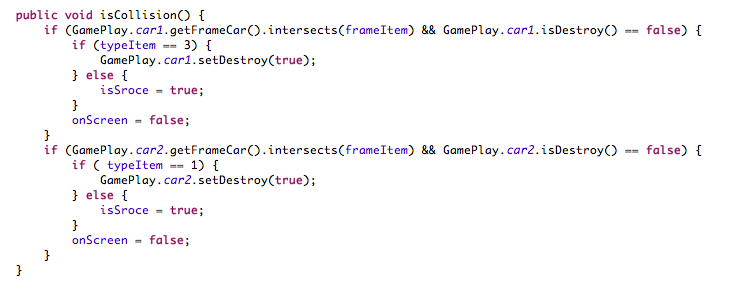 public void isCollision() {
    if (GamePlay.car1.getFrameCar().intersects(frameItem) && GamePlay.car1.isDestroy() == false) {
        if (typeItem == 3) {
            GamePlay.car1.setDestroy(true);
        } else {
            isSroce = true;
        }
        onScreen = false;
    }
    if (GamePlay.car2.getFrameCar().intersects(frameItem) && GamePlay.car2.isDestroy() == false) {
        if ( typeItem == 1) {
            GamePlay.car2.setDestroy(true);
        } else {
            isSroce = true;
        }
        onScreen = false;
    }
}